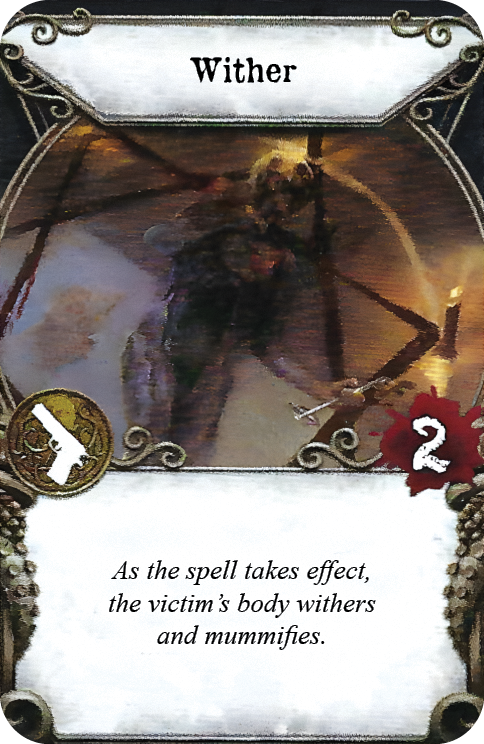 Wither
2
As the spell takes effect,
the victim's body withers
and mummifies.